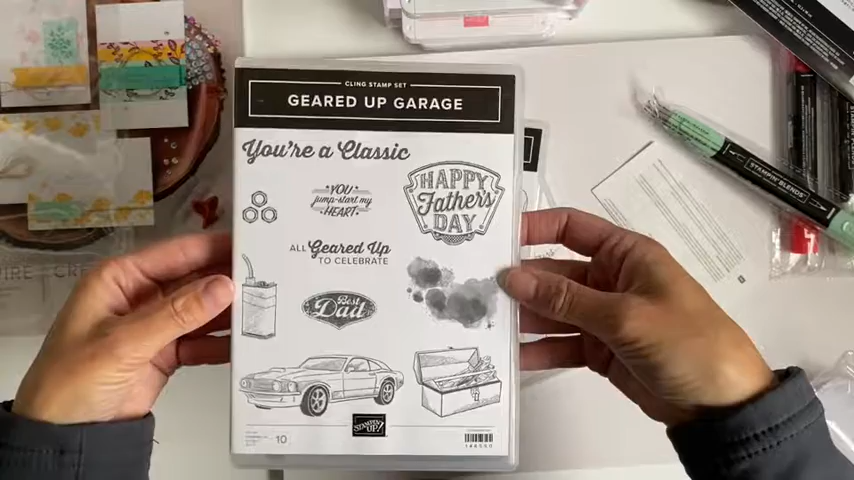 CLING STAMP SET
GEARED UP GARAGE
You're a Classic
YOU
jump-start my
HEART.
HAPPY
Father's
DAY
ALL Geared Up
TO CELEBRATE
Best
Dad
STAMPIN' UP!
10
STAMPIN' BLENDS